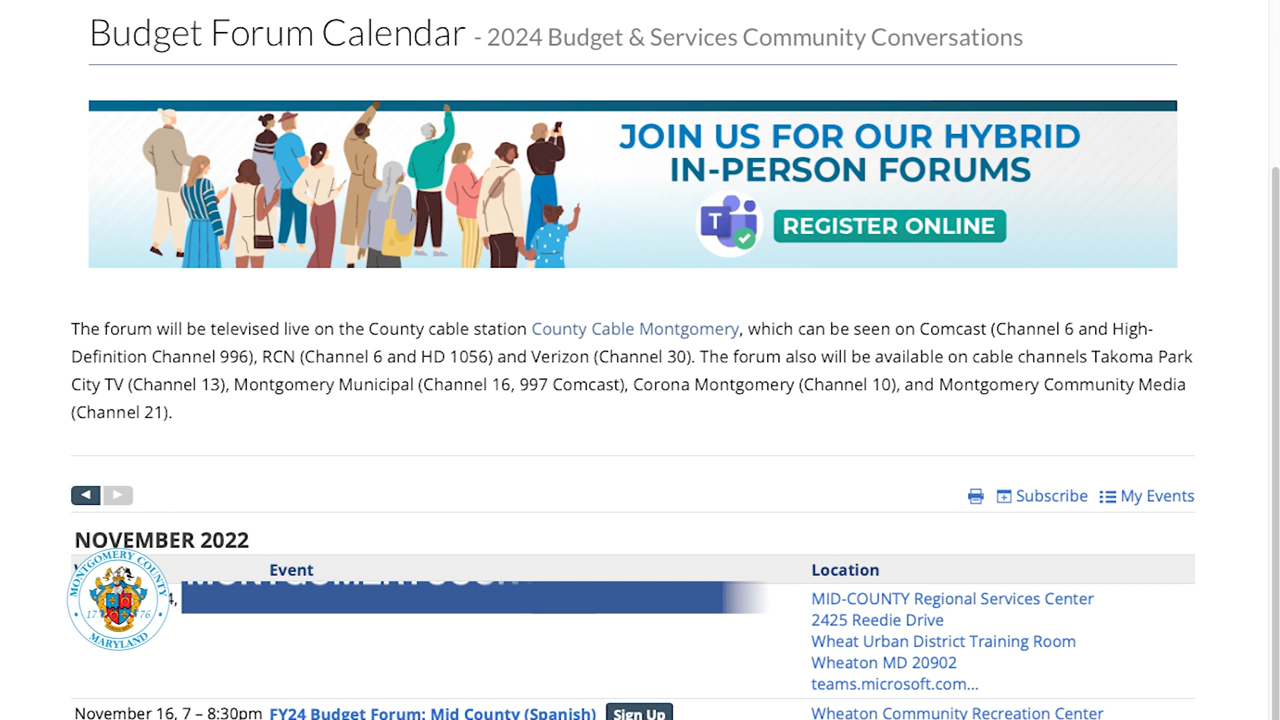 Budget Forum Calendar - 2024 Budget & Services Community Conversations
JOIN US FOR OUR HYBRID
IN-PERSON FORUMS
T
REGISTER ONLINE
The forum will be televised live on the County cable station County Cable Montgomery, which can be seen on Comcast (Channel 6 and High-
Definition Channel 996), RCN (Channel 6 and HD 1056) and Verizon (Channel 30). The forum also will be available on cable channels Takoma Park
City TV (Channel 13), Montgomery Municipal (Channel 16, 997 Comcast), Corona Montgomery (Channel 10), and Montgomery Community Media
(Channel 21).
Subscribe My Events
NOVEMBER 2022
Event Location
MONTGOMERY COUNTY
17 76
MARYLAND
MID-COUNTY Regional Services Center
2425 Reedie Drive
Wheat Urban District Training Room
Wheaton MD 20902
teams.microsoft.com...
November 16, 7 – 8:30pm FY24 Budget Forum: Mid County (Spanish) Sign Up Wheaton Community Recreation Center